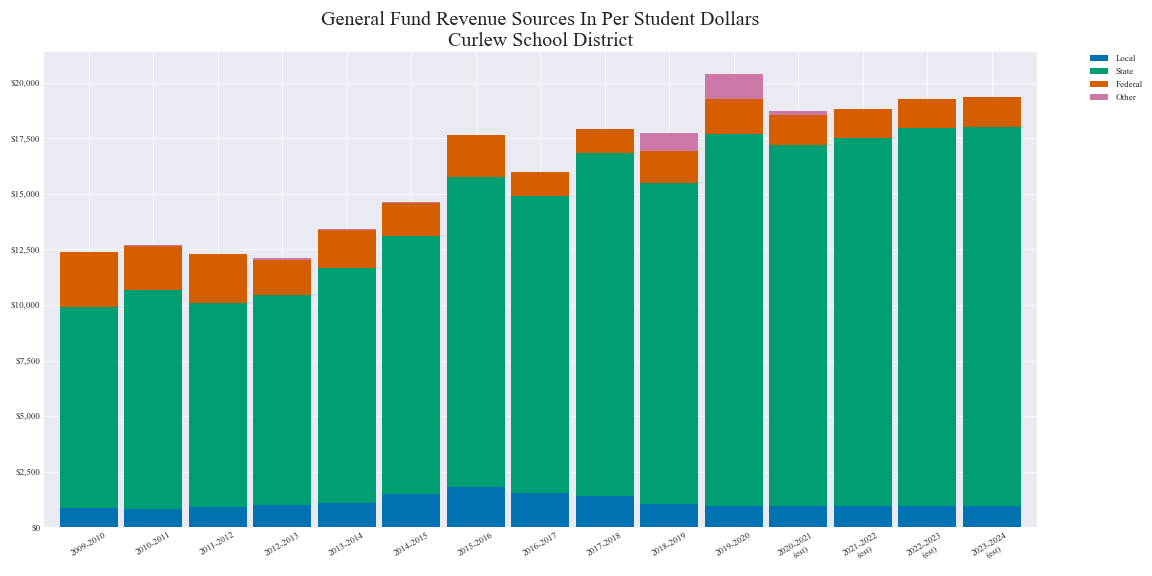 General Fund Revenue Sources In Per Student Dollars
Curlew School District
Local
State
Federal
Other
$20,000
$17,500
$15,000
$12,500
$10,000
$7,500
$5,000
$2,500
$0
2009-2010
2010-2011
2011-2012
2012-2013
2013-2014
2014-2015
2015-2016
2016-2017
2017-2018
2018-2019
2019-2020
2020-2021
(est)
2021-2022
(est)
2022-2023
(est)
2023-2024
(est)